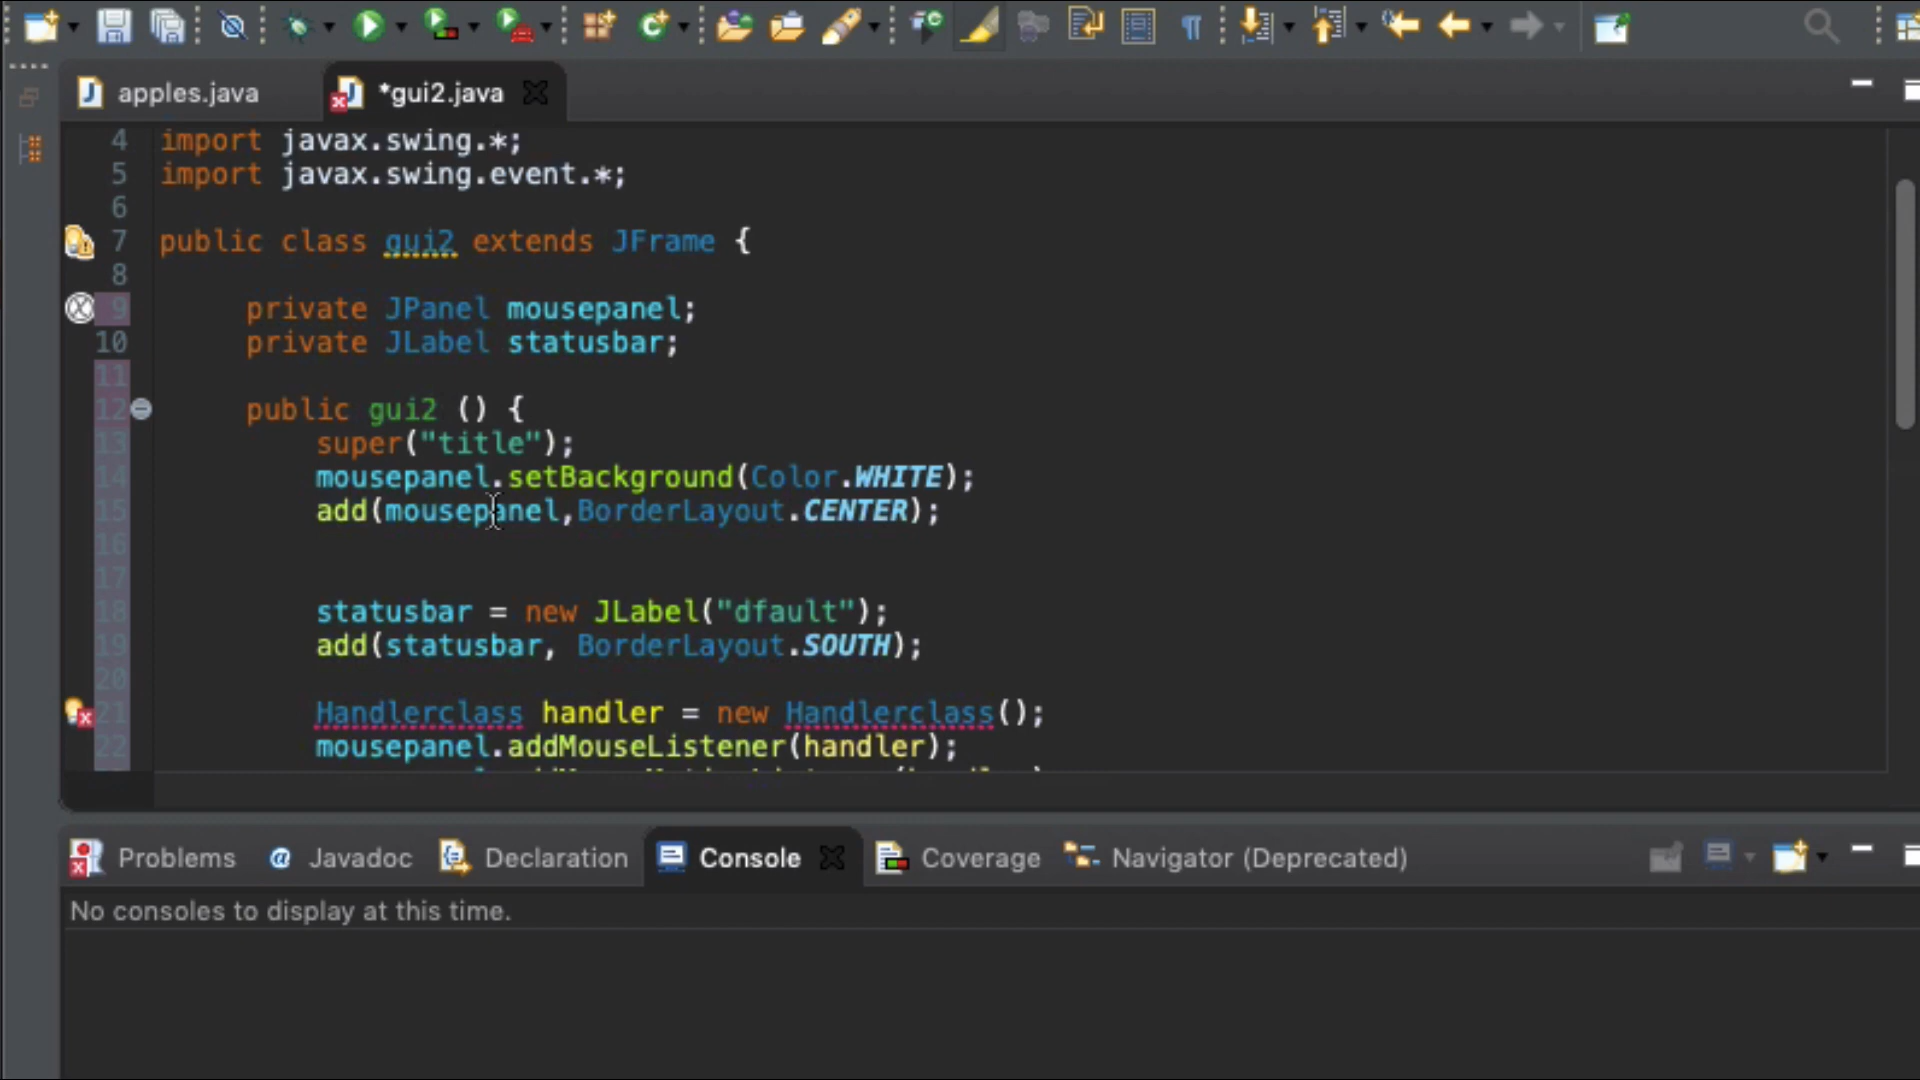 apples.java
*gui2.java
4 import javax.swing.*;
5 import javax.swing.event.*;
6
7 public class gui2 extends JFrame {
8
9 private JPanel mousepanel;
10 private JLabel statusbar;
11
12 public gui2 () {
13 super("title");
14 mousepanel.setBackground(Color.WHITE);
15 add(mousepanel,BorderLayout.CENTER);
16
17
18 statusbar = new JLabel("dfault");
19 add(statusbar, BorderLayout.SOUTH);
20
21 Handlerclass handler = new Handlerclass();
22 mousepanel.addMouseListener(handler);
Problems @ Javadoc Declaration Console Coverage Navigator (Deprecated)
No consoles to display at this time.